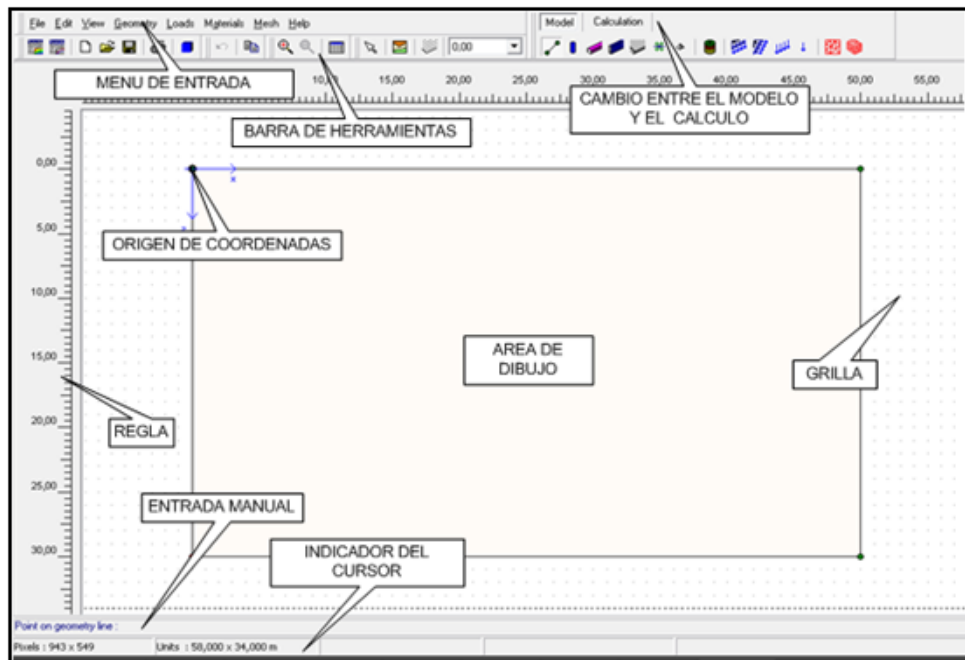 File Edit View Geometry Loads Materials Mesh Help
Model Calculation
0,00
MENU DE ENTRADA
BARRA DE HERRAMIENTAS
CAMBIO ENTRE EL MODELO
Y EL CALCULO
10,00 15,00 20,00 25,00 30,00 35,00 40,00 45,00 50,00 55,00
0,00
x
ORIGEN DE COORDENADAS
5,00
10,00
AREA DE
DIBUJO
15,00
GRILLA
20,00
REGLA
25,00
ENTRADA MANUAL
30,00
INDICADOR DEL
CURSOR
Point on geometry line :
Pixels : 943 x 549
Units : 58,000 x 34,000 m